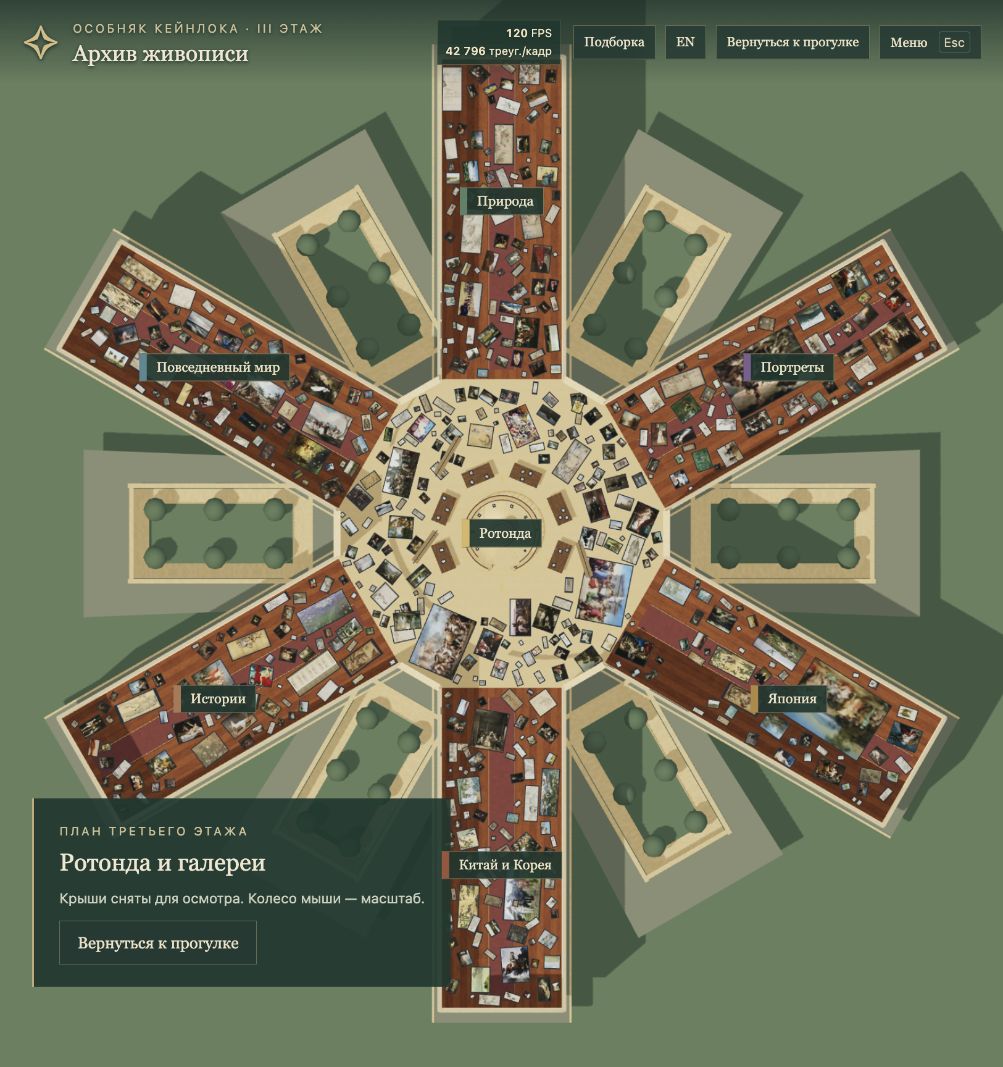 ОСОБНЯК КЕЙНЛОКА · III ЭТАЖ
Архив живописи
120 FPS
42 796 треуг./кадр
Подборка
EN
Вернуться к прогулке
Меню Esc
Природа
Повседневный мир
Портреты
Ротонда
Истории
Япония
Китай и Корея
ПЛАН ТРЕТЬЕГО ЭТАЖА
Ротонда и галереи
Крыши сняты для осмотра. Колесо мыши — масштаб.
Вернуться к прогулке